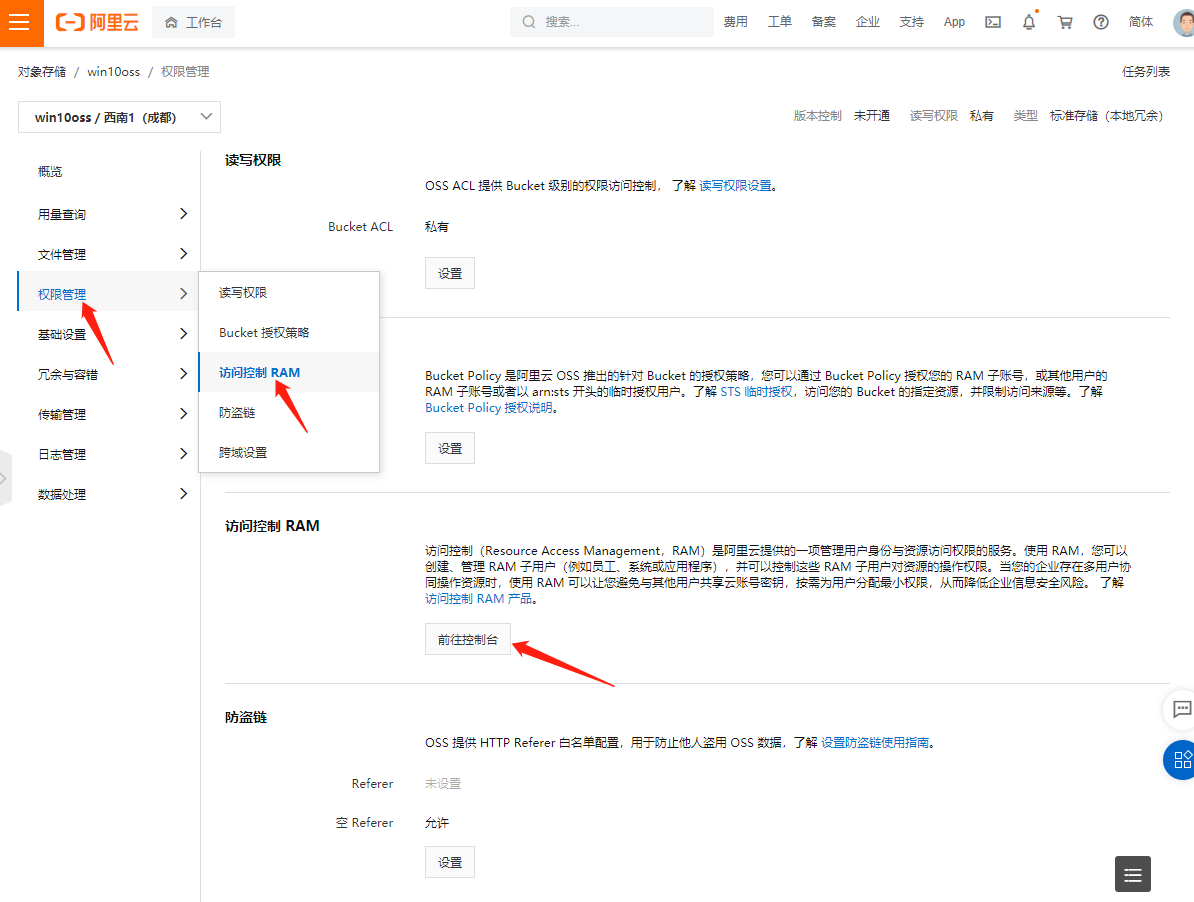 阿里云
工作台
搜索...
费用
工单
备案
企业
支持
App
简体
对象存储 / win10oss / 权限管理
任务列表
win10oss / 西南1（成都）
版本控制 未开通 读写权限 私有 类型 标准存储（本地冗余）
概览
用量查询
文件管理
权限管理
基础设置
冗余与容错
传输管理
日志管理
数据处理
读写权限
Bucket 授权策略
访问控制 RAM
防盗链
跨域设置
读写权限
OSS ACL 提供 Bucket 级别的权限访问控制， 了解 读写权限设置。
Bucket ACL
私有
设置
Bucket Policy 是阿里云 OSS 推出的针对 Bucket 的授权策略，您可以通过 Bucket Policy 授权您的 RAM 子账号，或其他用户的
RAM 子账号或者以 arn:sts 开头的临时授权用户。了解 STS 临时授权，访问您的 Bucket 的指定资源，并限制访问来源等。了解
Bucket Policy 授权说明。
设置
访问控制 RAM
访问控制（Resource Access Management，RAM）是阿里云提供的一项管理用户身份与资源访问权限的服务。使用 RAM，您可以
创建、管理 RAM 子用户（例如员工、系统或应用程序），并可以控制这些 RAM 子用户对资源的操作权限。当您的企业存在多用户协
同操作资源时，使用 RAM 可以让您避免与其他用户共享云账号密钥，按需为用户分配最小权限，从而降低企业信息安全风险。 了解
访问控制 RAM 产品。
前往控制台
防盗链
OSS 提供 HTTP Referer 白名单配置，用于防止他人盗用 OSS 数据，了解 设置防盗链使用指南。
Referer
未设置
空 Referer
允许
设置